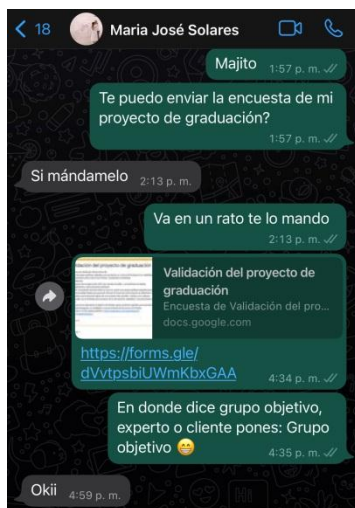 18
Maria José Solares
Majito 1:57 p. m.
Te puedo enviar la encuesta de mi
proyecto de graduación?
1:57 p. m.
Si mándamelo 2:13 p. m.
Va en un rato te lo mando
2:13 p. m.
Validación del proyecto de
graduación
Encuesta de Validación del pro...
docs.google.com
https://forms.gle/
dVvtpsbiUWmKbxGAA 4:34 p. m.
En donde dice grupo objetivo,
experto o cliente pones: Grupo
objetivo 😁 4:35 p. m.
Okii 4:59 p. m.